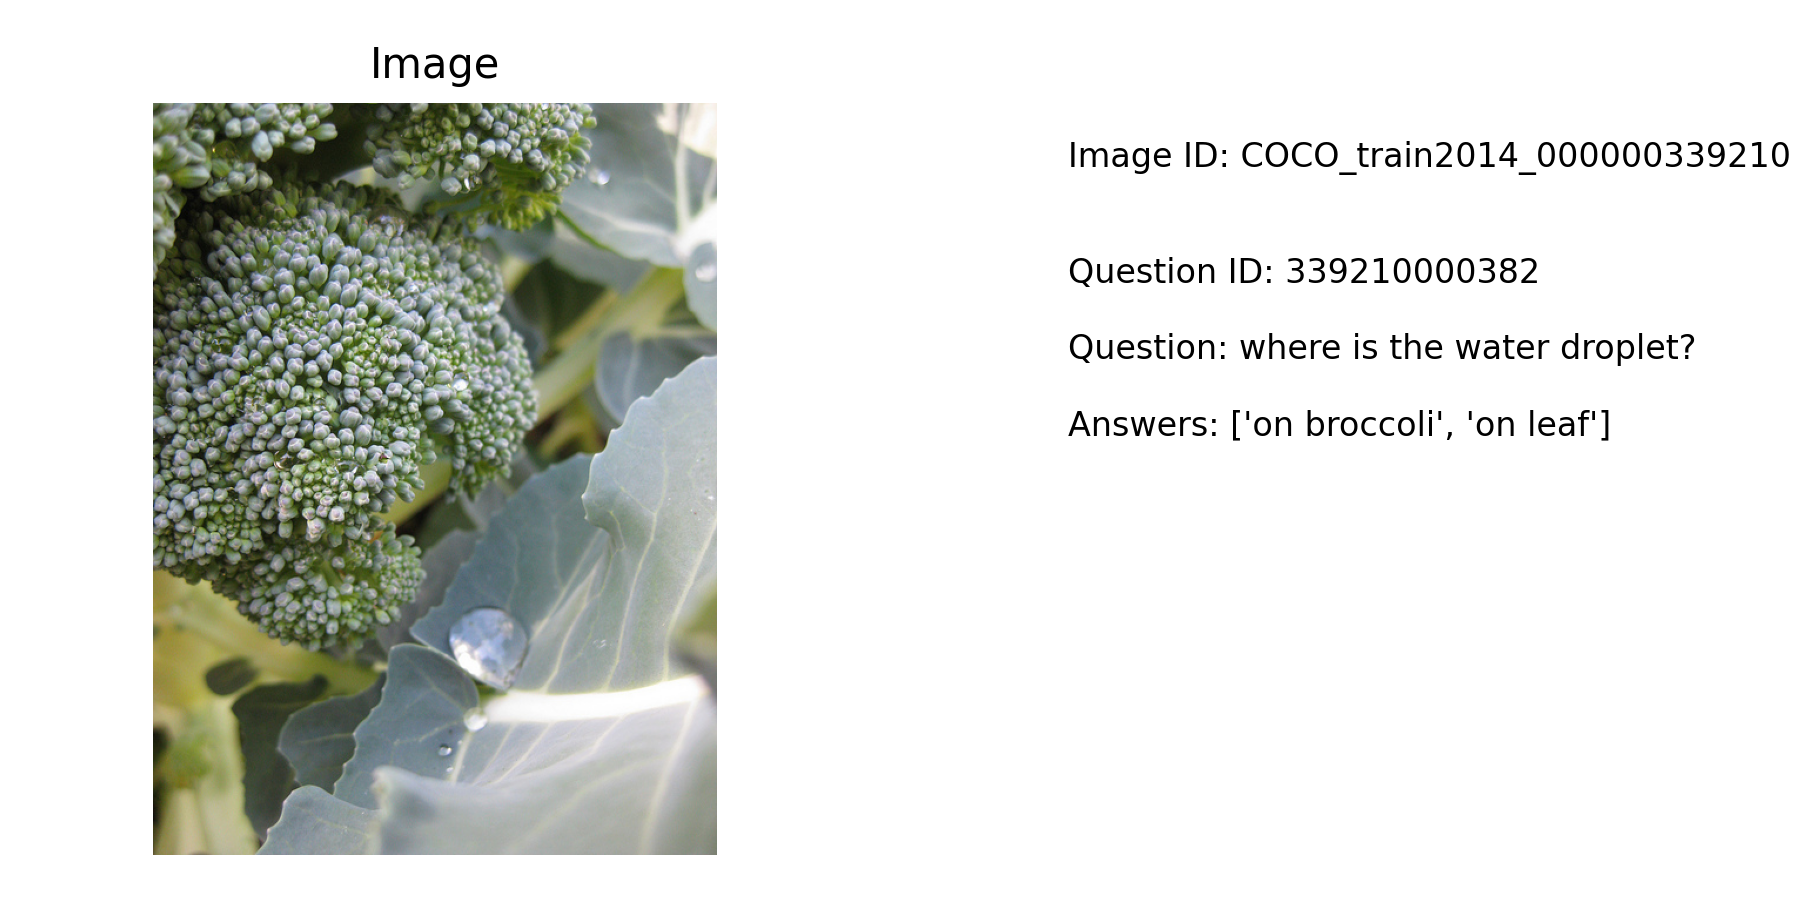 Image
Image ID: COCO_train2014_000000339210
Question ID: 339210000382
Question: where is the water droplet?
Answers: ['on broccoli', 'on leaf']